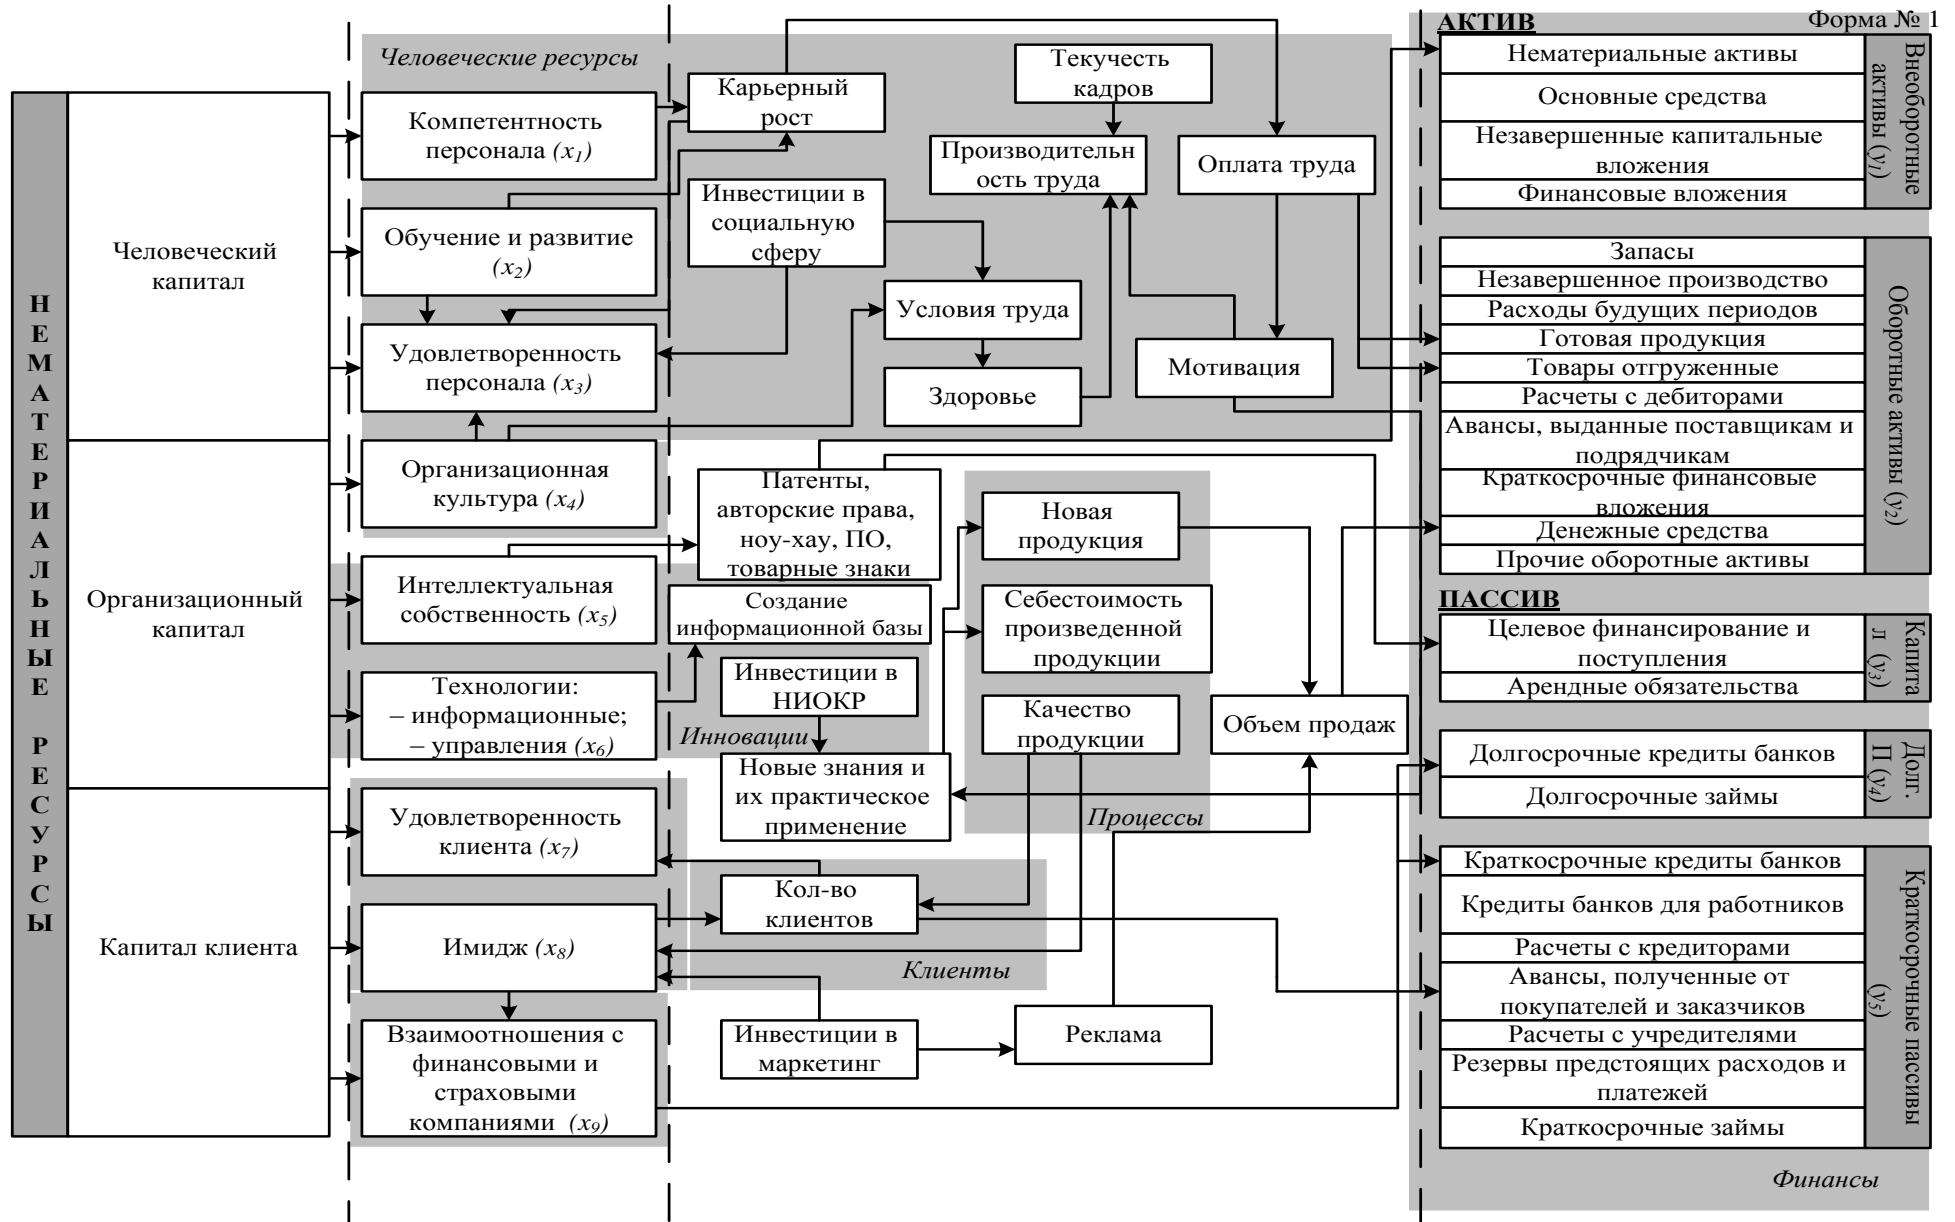 НЕМАТЕРИАЛЬНЫЕ РЕСУРСЫ
Человеческий
капитал
Организационный
капитал
Капитал клиента
Человеческие ресурсы
Компетентность
персонала (x1)
Обучение и развитие
(x2)
Удовлетворенность
персонала (x3)
Организационная
культура (x4)
Интеллектуальная
собственность (x5)
Технологии:
– информационные;
– управления (x6)
Удовлетворенность
клиента (x7)
Имидж (x8)
Взаимоотношения с
финансовыми и
страховыми
компаниями (x9)
Карьерный
рост
Инвестиции в
социальную
сферу
Текучесть
кадров
Производительн
ость труда
Оплата труда
Условия труда
Здоровье
Мотивация
Патенты,
авторские права,
ноу-хау, ПО,
товарные знаки
Создание
информационной базы
Инвестиции в
НИОКР
Инновации
Новые знания и
их практическое
применение
Новая
продукция
Себестоимость
произведенной
продукции
Качество
продукции
Процессы
Объем продаж
Кол-во
клиентов
Клиенты
Инвестиции в
маркетинг
Реклама
АКТИВ
Форма № 1
Нематериальные активы
Основные средства
Незавершенные капитальные
вложения
Финансовые вложения
Внеоборотные
активы (y1)
Запасы
Незавершенное производство
Расходы будущих периодов
Готовая продукция
Товары отгруженные
Расчеты с дебиторами
Авансы, выданные поставщикам и
подрядчикам
Краткосрочные финансовые
вложения
Денежные средства
Прочие оборотные активы
Оборотные активы (y2)
ПАССИВ
Целевое финансирование и
поступления
Арендные обязательства
Капита
л (y3)
Долгосрочные кредиты банков
Долгосрочные займы
Долг.
П (y4)
Краткосрочные кредиты банков
Кредиты банков для работников
Расчеты с кредиторами
Авансы, полученные от
покупателей и заказчиков
Расчеты с учредителями
Резервы предстоящих расходов и
платежей
Краткосрочные займы
Краткосрочные пассивы
(y5)
Финансы